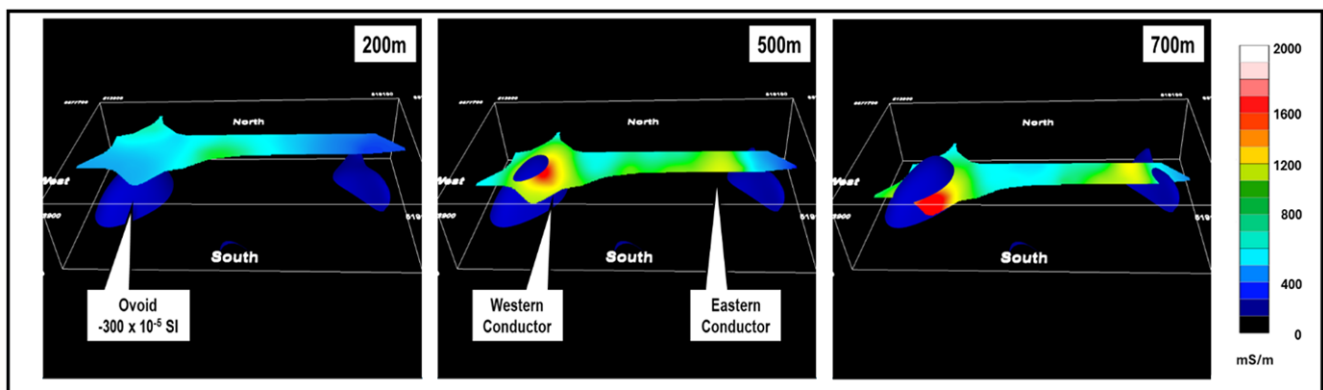 200m
North
West
South
Ovoid
-300 x 10⁻⁵ SI
500m
North
West
South
Western
Conductor
Eastern
Conductor
700m
North
West
South
2000
1600
1200
800
400
0
mS/m